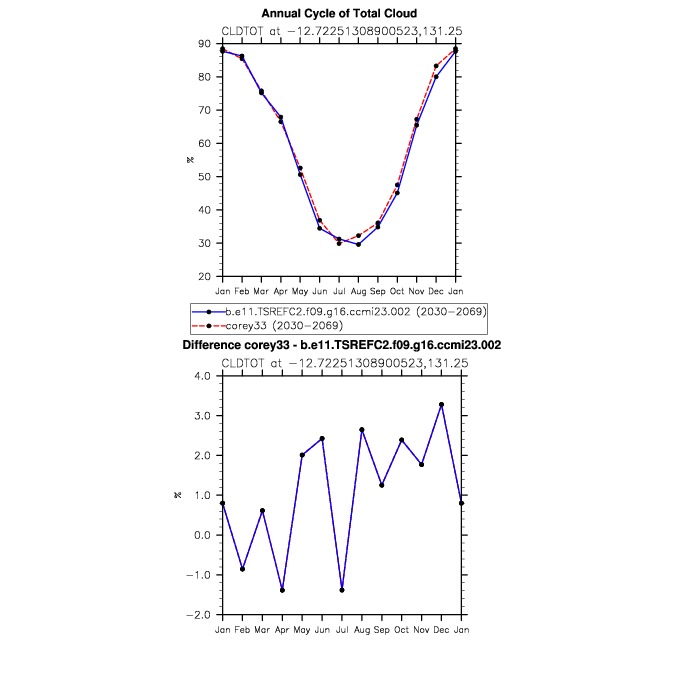 Annual Cycle of Total Cloud
CLDTOT at −12.72251308900523,131.25
90
80
70
60
50
40
30
20
%
Jan Feb Mar Apr May Jun Jul Aug Sep Oct Nov Dec Jan
b.e11.TSREFC2.f09.g16.ccmi23.002 (2030−2069)
corey33 (2030−2069)
Difference corey33 - b.e11.TSREFC2.f09.g16.ccmi23.002
CLDTOT at −12.72251308900523,131.25
4.0
3.0
2.0
1.0
0.0
−1.0
−2.0
%
Jan Feb Mar Apr May Jun Jul Aug Sep Oct Nov Dec Jan